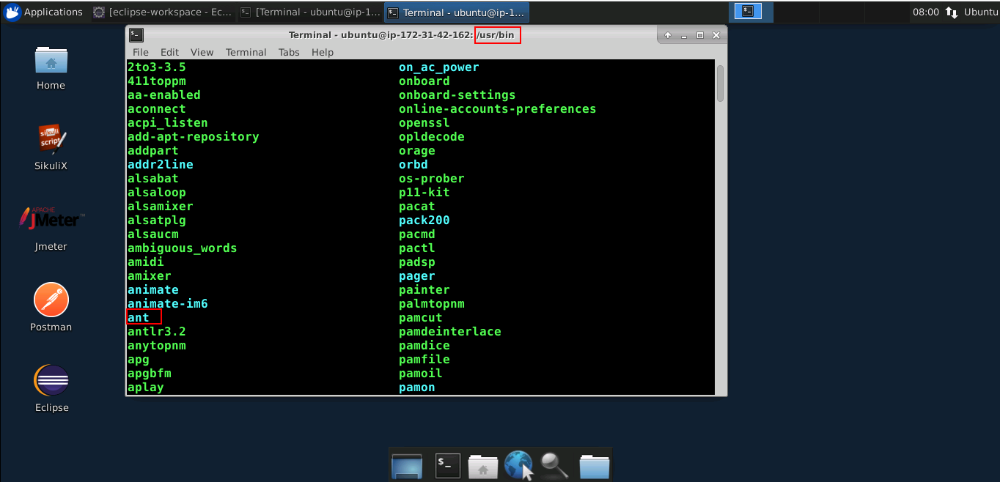 Applications
[eclipse-workspace - Ec...
[Terminal - ubuntu@ip-1...
Terminal - ubuntu@ip-1...
08:00
Ubuntu
Terminal - ubuntu@ip-172-31-42-162: /usr/bin
File Edit View Terminal Tabs Help
Home
sikuli
script
SikuliX
APACHE
JMeter™
Jmeter
Postman
Eclipse
2to3-3.5 on_ac_power
411toppm onboard
aa-enabled onboard-settings
aconnect online-accounts-preferences
acpi_listen openssl
add-apt-repository opldecode
addpart orage
addr2line orbd
alsabat os-prober
alsaloop p11-kit
alsamixer pacat
alsatplg pack200
alsaucm pacmd
ambiguous_words pactl
amidi padsp
amixer pager
animate painter
animate-im6 palmtopnm
ant pamcut
antlr3.2 pamdeinterlace
anytopnm pamdice
apg pamfile
apgbfm pamoil
aplay pamon
$_